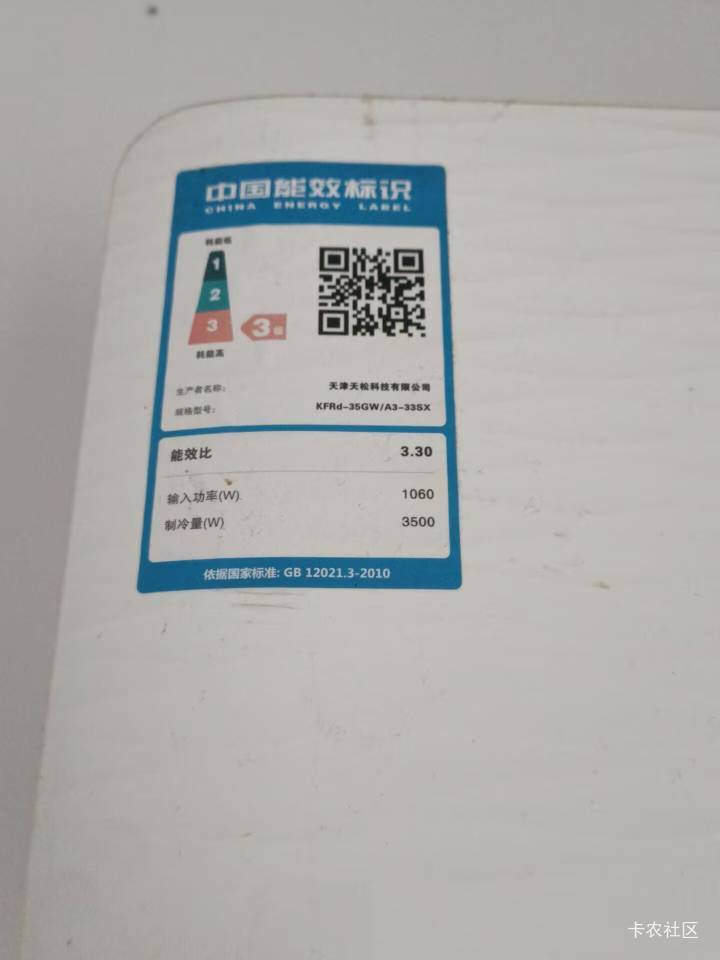 中国能效标识
CHINA ENERGY LABEL
耗能低
1
2
3
3级
耗能高
生产者名称: 天津天松科技有限公司
规格型号: KFRd-35GW/A3-33SX
能效比 3.30
输入功率(W) 1060
制冷量(W) 3500
依据国家标准: GB 12021.3-2010
卡农社区